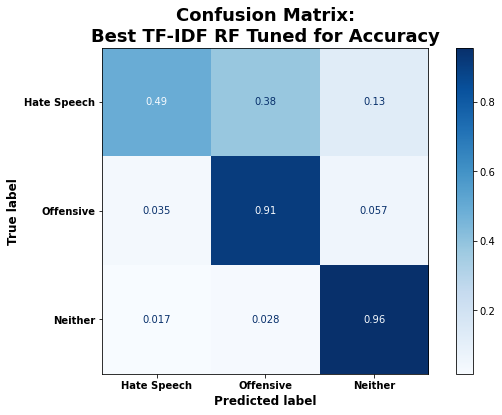 Confusion Matrix:
Best TF-IDF RF Tuned for Accuracy
True label
Hate Speech 0.49 0.38 0.13
Offensive 0.035 0.91 0.057
Neither 0.017 0.028 0.96
Hate Speech Offensive Neither
Predicted label
0.8
0.6
0.4
0.2